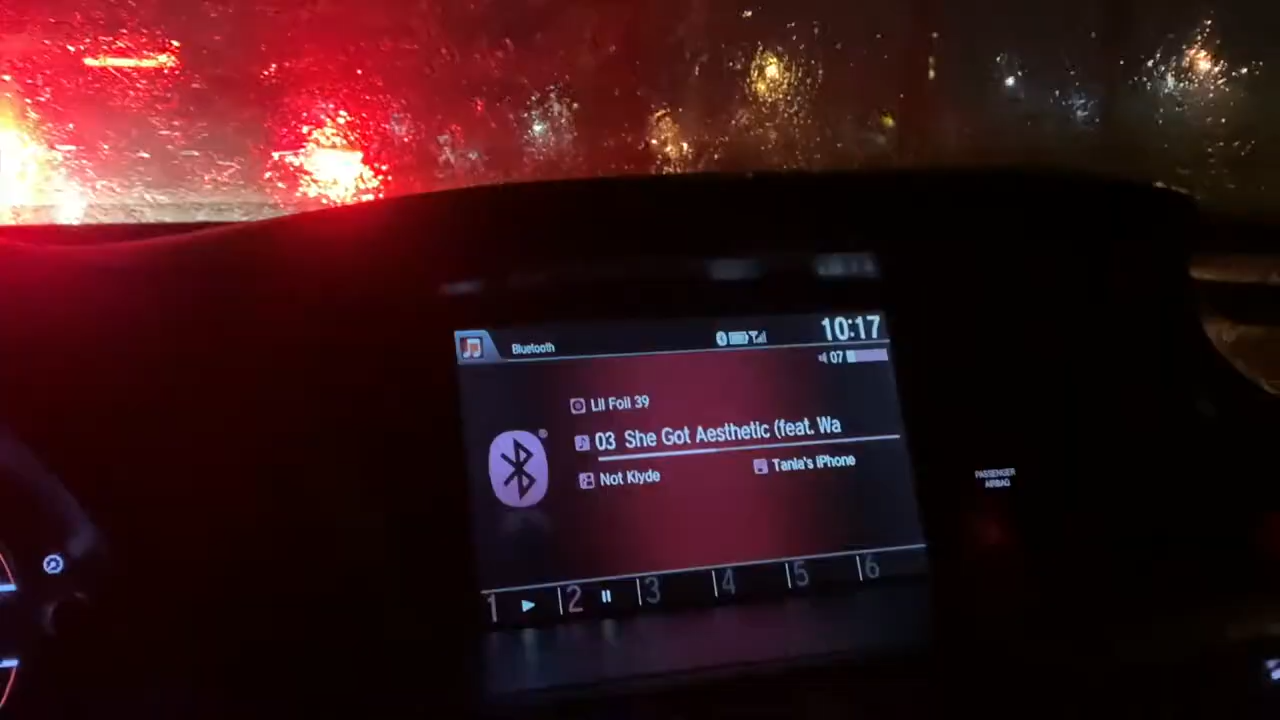 Bluetooth
10:17
07
Lil Foil 39
03 She Got Aesthetic (feat. Wa
Not Klyde
Tania's iPhone
1 2 3 4 5 6
PASSENGER
AIRBAG